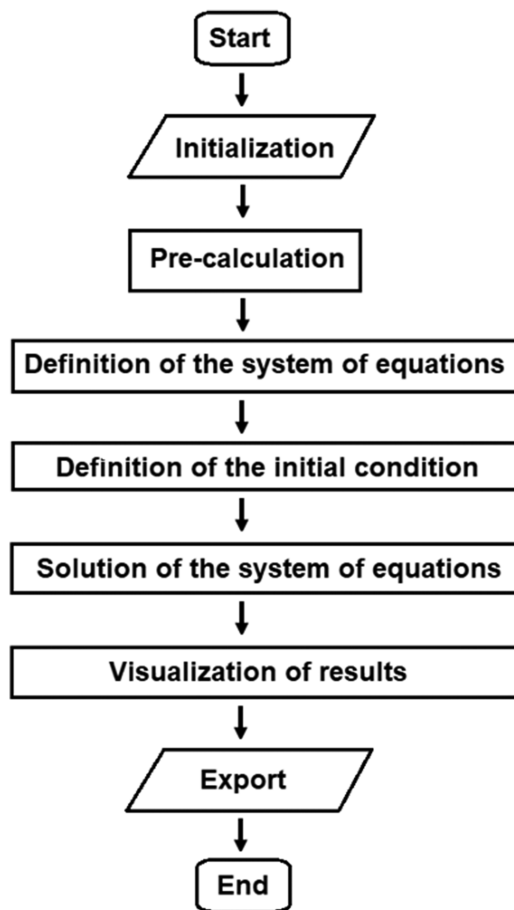 Start
Initialization
Pre-calculation
Definition of the system of equations
Definition of the initial condition
Solution of the system of equations
Visualization of results
Export
End